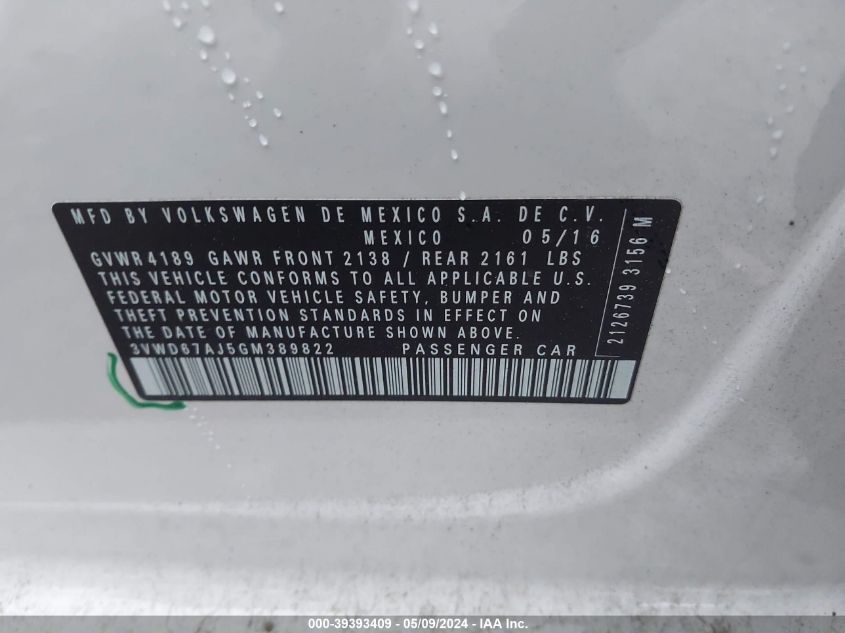 MFD BY VOLKSWAGEN DE MEXICO S.A. DE C.V.
MEXICO 05/16
GVWR 4189 GAWR FRONT 2138 / REAR 2161 LBS
THIS VEHICLE CONFORMS TO ALL APPLICABLE U.S.
FEDERAL MOTOR VEHICLE SAFETY, BUMPER AND
THEFT PREVENTION STANDARDS IN EFFECT ON
THE DATE OF MANUFACTURE SHOWN ABOVE.
3VWD67AJ5GM389822 PASSENGER CAR
2126739 3156 M
000-39393409 - 05/09/2024 - IAA Inc.